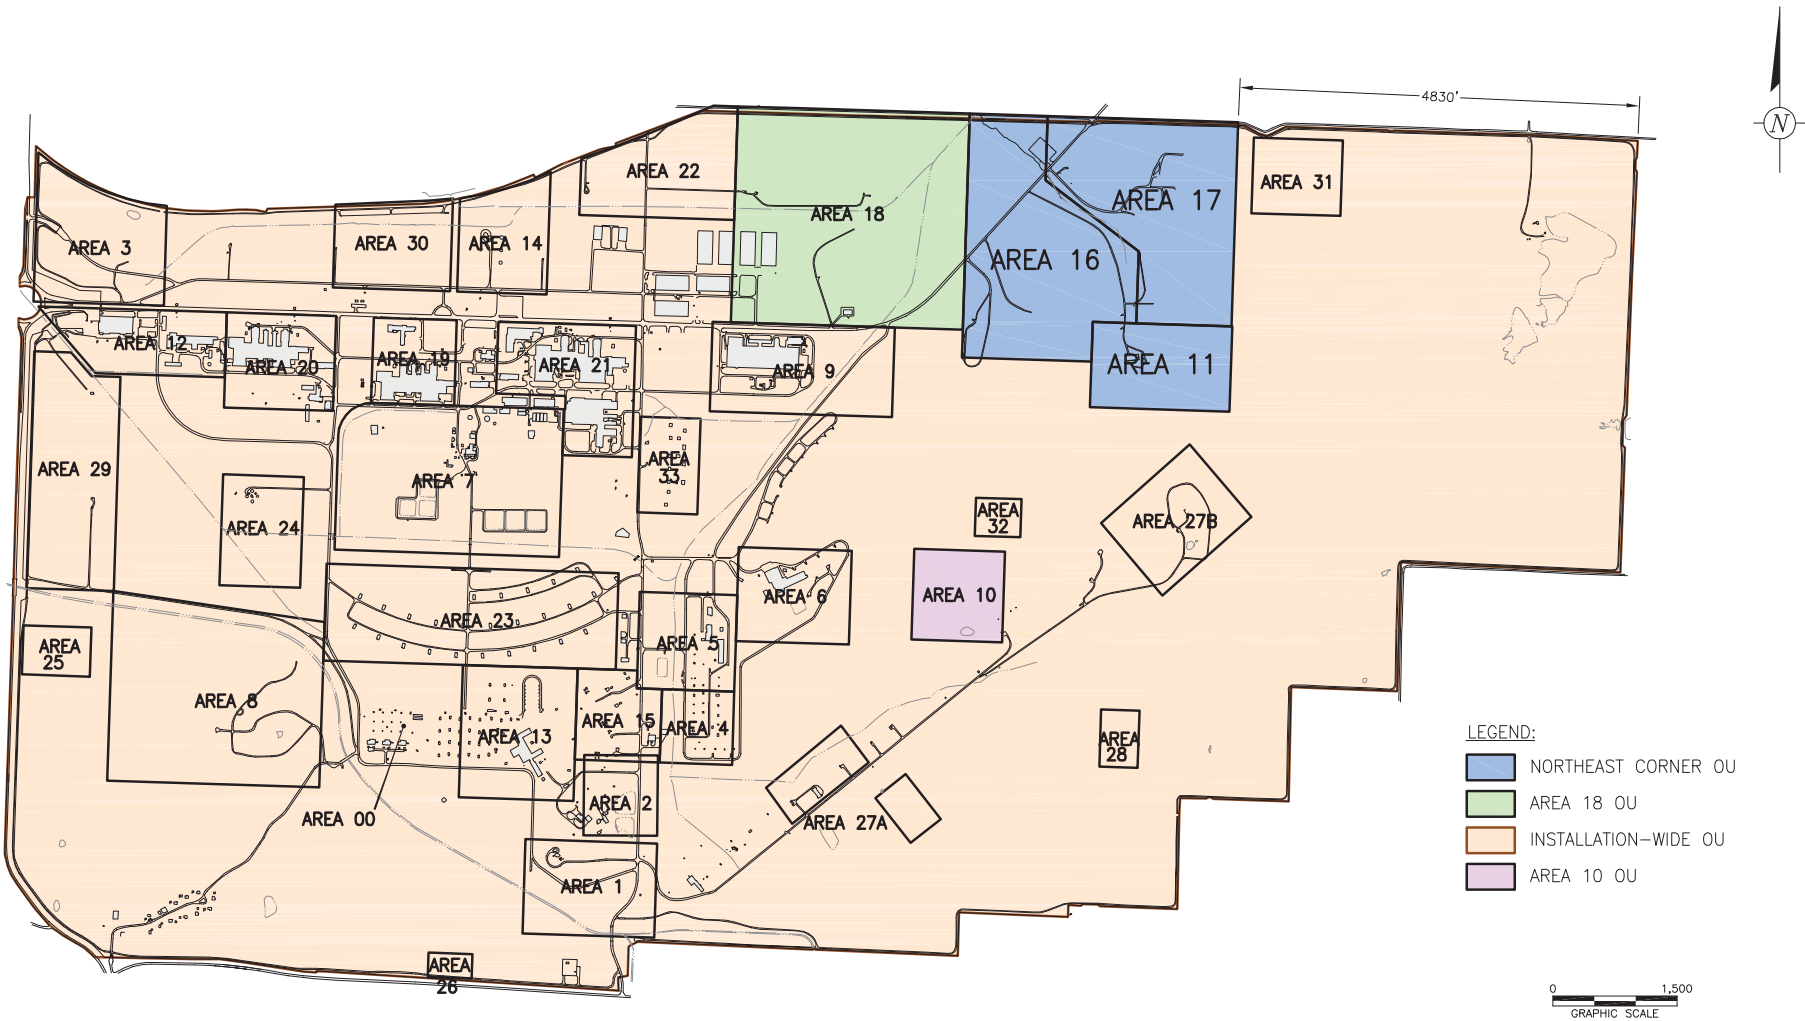 4830'
N
AREA 22
AREA 18
AREA 17
AREA 31
AREA 3
AREA 30
AREA 14
AREA 16
AREA 12
AREA 20
AREA 19
AREA 21
AREA 9
AREA 11
AREA 29
AREA 7
AREA
33
AREA 24
AREA
32
AREA 27B
AREA 23
AREA 6
AREA 10
AREA
25
AREA 5
AREA 8
AREA 15
AREA 4
AREA 13
AREA
28
AREA 00
AREA 2
AREA 27A
AREA 1
AREA
26
LEGEND:
NORTHEAST CORNER OU
AREA 18 OU
INSTALLATION-WIDE OU
AREA 10 OU
0 1,500
GRAPHIC SCALE